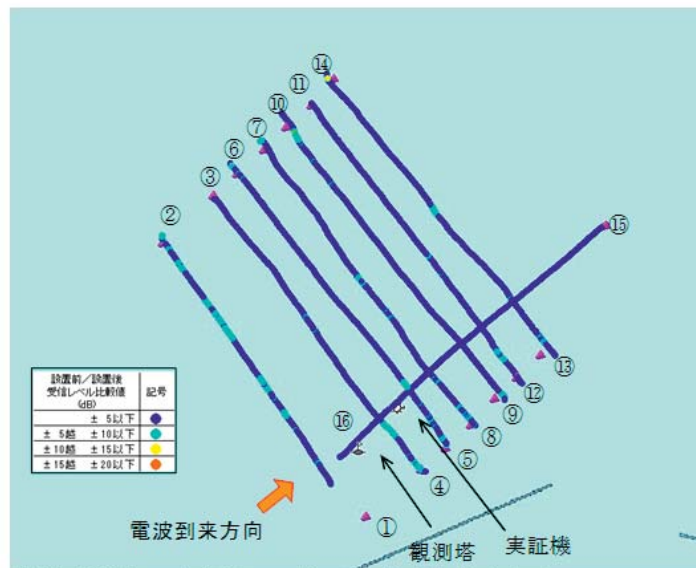 ⑭
⑪
⑩
⑦
⑥
③
②
⑮
⑬
⑫
⑨
⑧
⑯
⑤
④
①
設置前/設置後
受信レベル比較値
(dB)
記号
± 5以下
± 5超 ±10以下
±10超 ±15以下
±15超 ±20以下
電波到来方向
観測塔
実証機